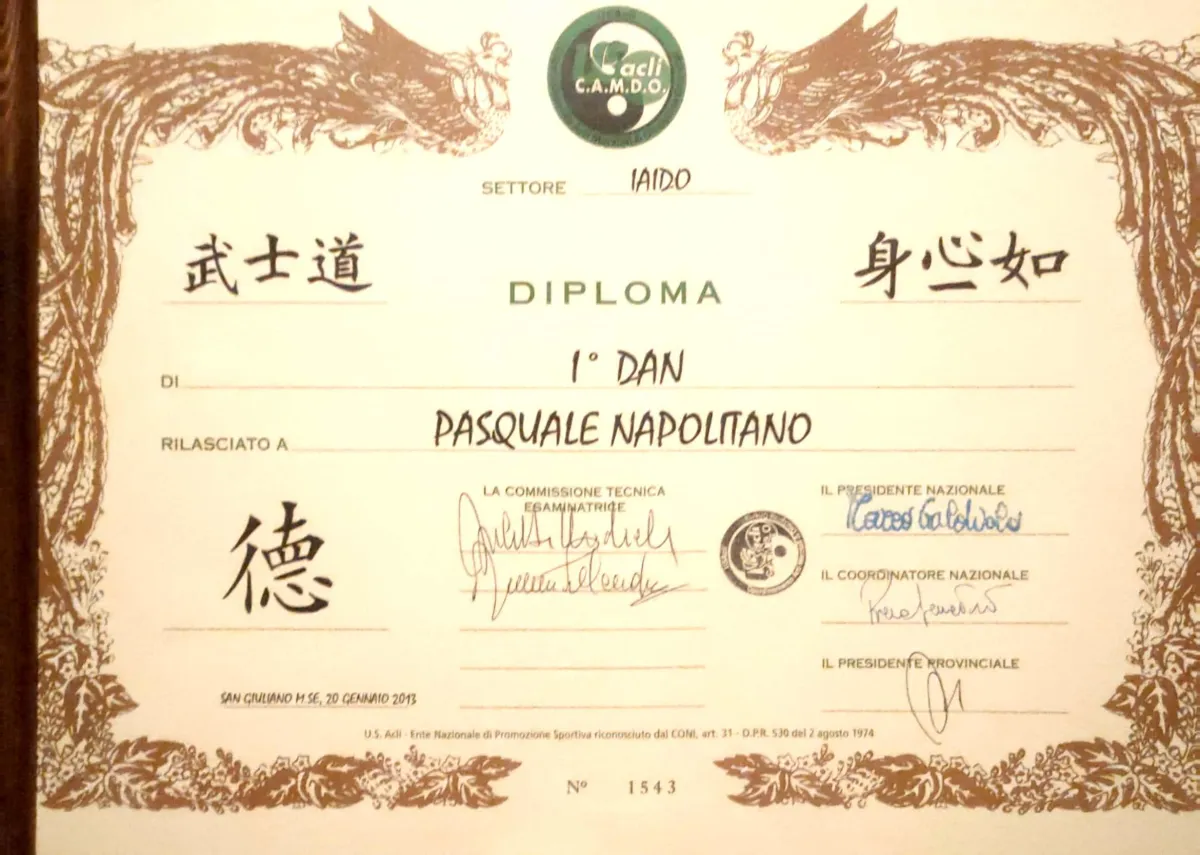 acli
C.A.M.D.O.
SETTORE IAIDO
武士道
身心一如
DIPLOMA
DI 1° DAN
RILASCIATO A PASQUALE NAPOLITANO
德
LA COMMISSIONE TECNICA
ESAMINATRICE
IL PRESIDENTE NAZIONALE
IL COORDINATORE NAZIONALE
IL PRESIDENTE PROVINCIALE
SAN GIULIANO M.SE, 20 GENNAIO 2013
U.S. Acli - Ente Nazionale di Promozione Sportiva riconosciuto dal CONI, art. 31 - D.P.R. 530 del 2 agosto 1974
Nº 1543